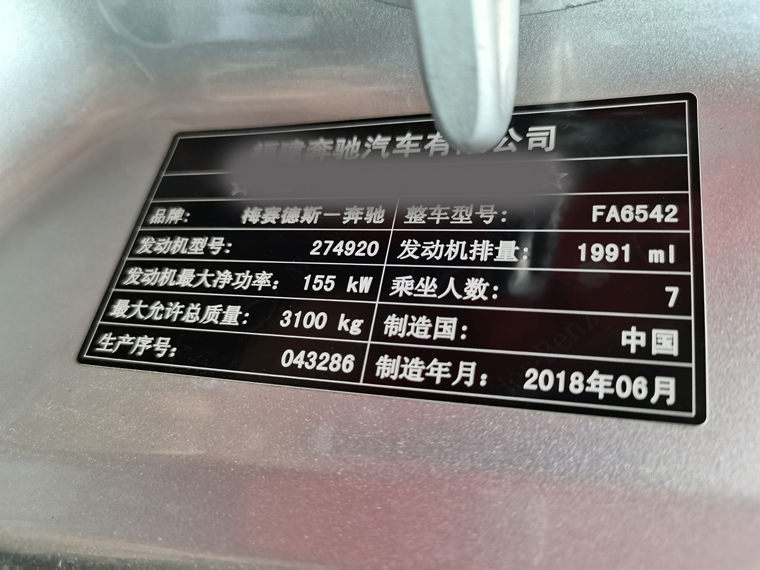 福建奔驰汽车有限公司
品牌: 梅赛德斯－奔驰 整车型号: FA6542
发动机型号: 274920 发动机排量: 1991 ml
发动机最大净功率: 155 kW 乘坐人数: 7
最大允许总质量: 3100 kg 制造国: 中国
生产序号: 043286 制造年月: 2018年06月